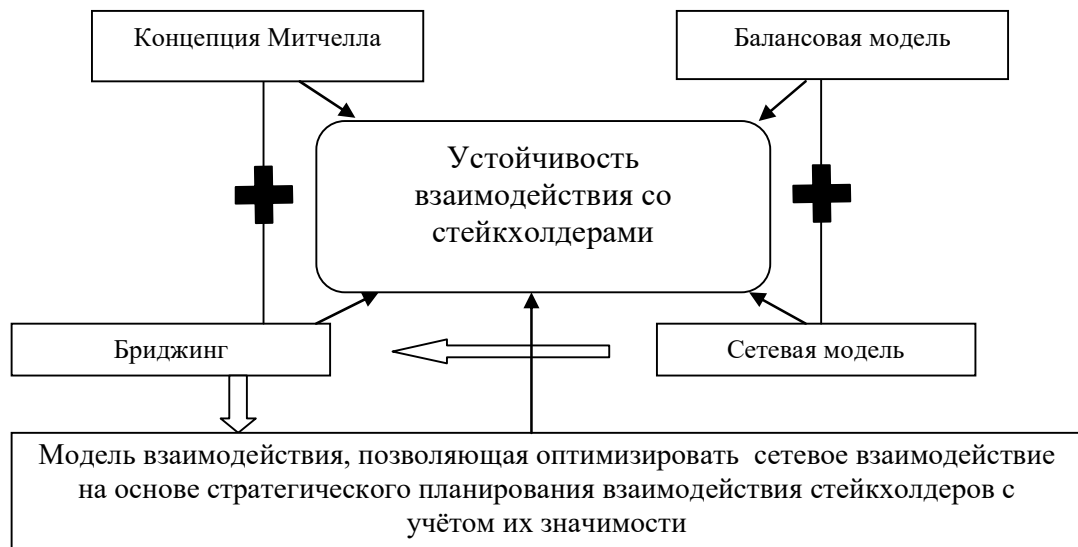 Концепция Митчелла
Балансовая модель
Устойчивость
взаимодействия со
стейкхолдерами
Бриджинг
Сетевая модель
Модель взаимодействия, позволяющая оптимизировать сетевое взаимодействие
на основе стратегического планирования взаимодействия стейкхолдеров с
учётом их значимости